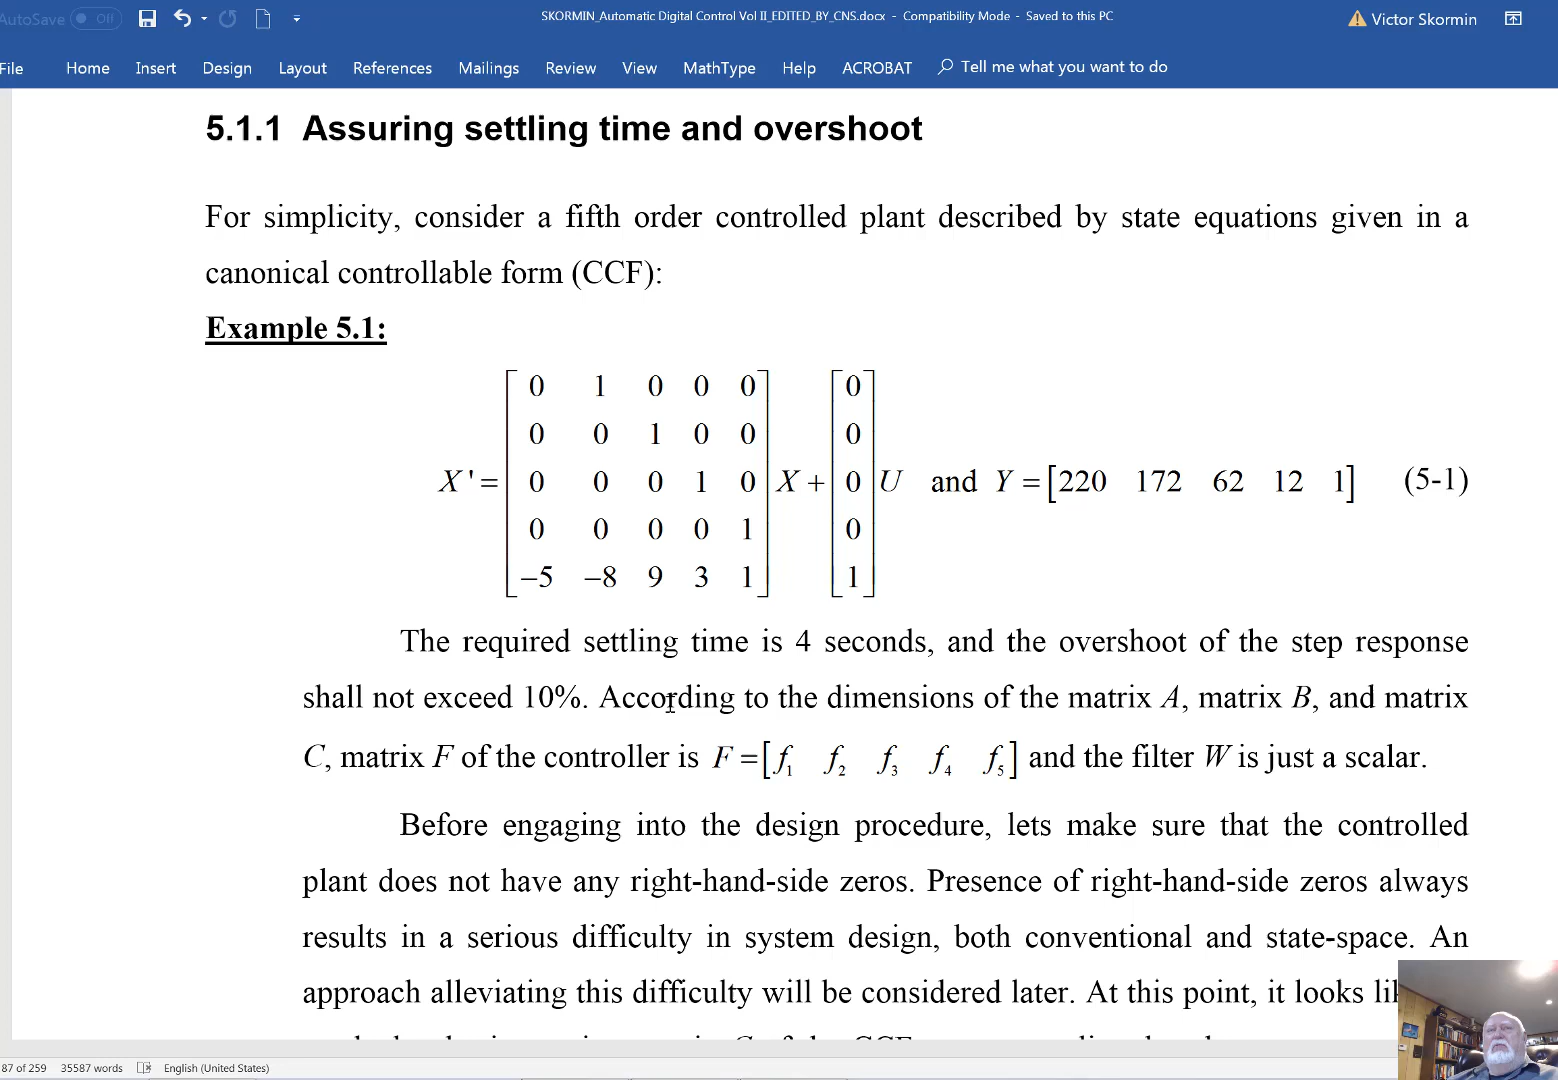 AutoSave Off SKORMIN_Automatic Digital Control Vol II_EDITED_BY_CNS.docx - Compatibility Mode - Saved to this PC Victor Skormin
File Home Insert Design Layout References Mailings Review View MathType Help ACROBAT Tell me what you want to do
5.1.1 Assuring settling time and overshoot
For simplicity, consider a fifth order controlled plant described by state equations given in a
canonical controllable form (CCF):
Example 5.1:
0 1 0 0 0 0
0 0 1 0 0 0
X' = 0 0 0 1 0 X + 0 U and Y = [220 172 62 12 1] (5-1)
0 0 0 0 1 0
−5 −8 9 3 1 1
The required settling time is 4 seconds, and the overshoot of the step response
shall not exceed 10%. According to the dimensions of the matrix A, matrix B, and matrix
C, matrix F of the controller is F = [f1 f2 f3 f4 f5] and the filter W is just a scalar.
Before engaging into the design procedure, lets make sure that the controlled
plant does not have any right-hand-side zeros. Presence of right-hand-side zeros always
results in a serious difficulty in system design, both conventional and state-space. An
approach alleviating this difficulty will be considered later. At this point, it looks
87 of 259 35587 words English (United States)